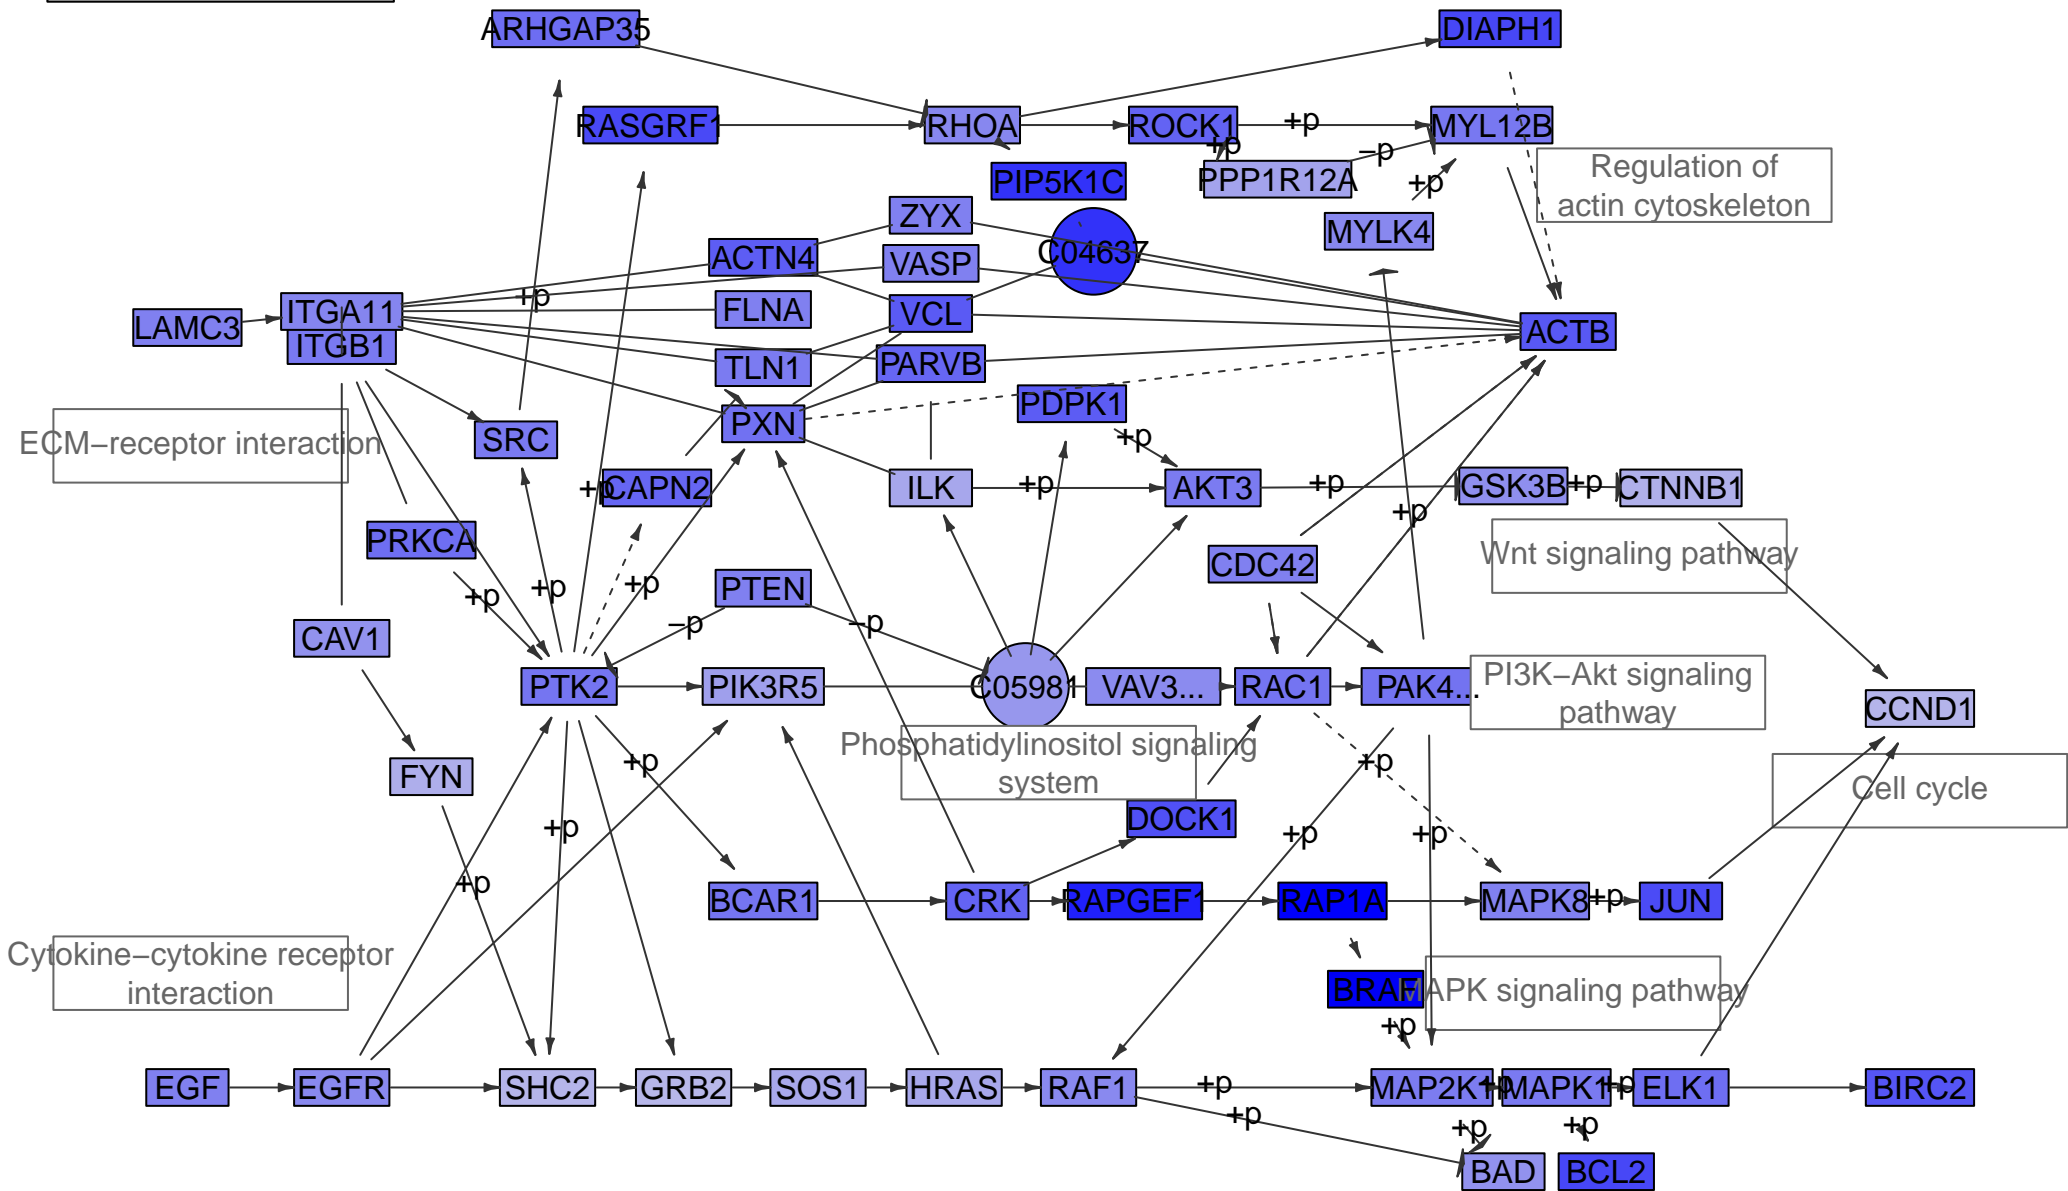 ARHGAP35
DIAPH1
RASGRF1
RHOA
ROCK1
+p
MYL12B
+p
−p
PIP5K1C
PPP1R12A
+p
Regulation of
actin cytoskeleton
ZYX
MYLK4
ACTN4
VASP
C04637
+p
ITGA11
FLNA
VCL
LAMC3
ACTB
ITGB1
TLN1
PARVB
PDPK1
PXN
+p
ECM−receptor interaction
SRC
+p
CAPN2
ILK
+p
AKT3
+p
GSK3B
+p
CTNNB1
+p
PRKCA
Wnt signaling pathway
CDC42
+p
+p
+p
PTEN
−p
−p
CAV1
PTK2
PIK3R5
C05981
VAV3...
RAC1
PAK4...
PI3K−Akt signaling
pathway
CCND1
Phosphatidylinositol signaling
system
+p
+p
FYN
Cell cycle
+p
DOCK1
+p
+p
+p
BCAR1
CRK
RAPGEF1
RAP1A
MAPK8
+p
JUN
Cytokine−cytokine receptor
interaction
BRAF
MAPK signaling pathway
+p
EGF
EGFR
SHC2
GRB2
SOS1
HRAS
RAF1
+p
MAP2K1
+p
MAPK1
+p
ELK1
BIRC2
+p
+p
+p
BAD
BCL2